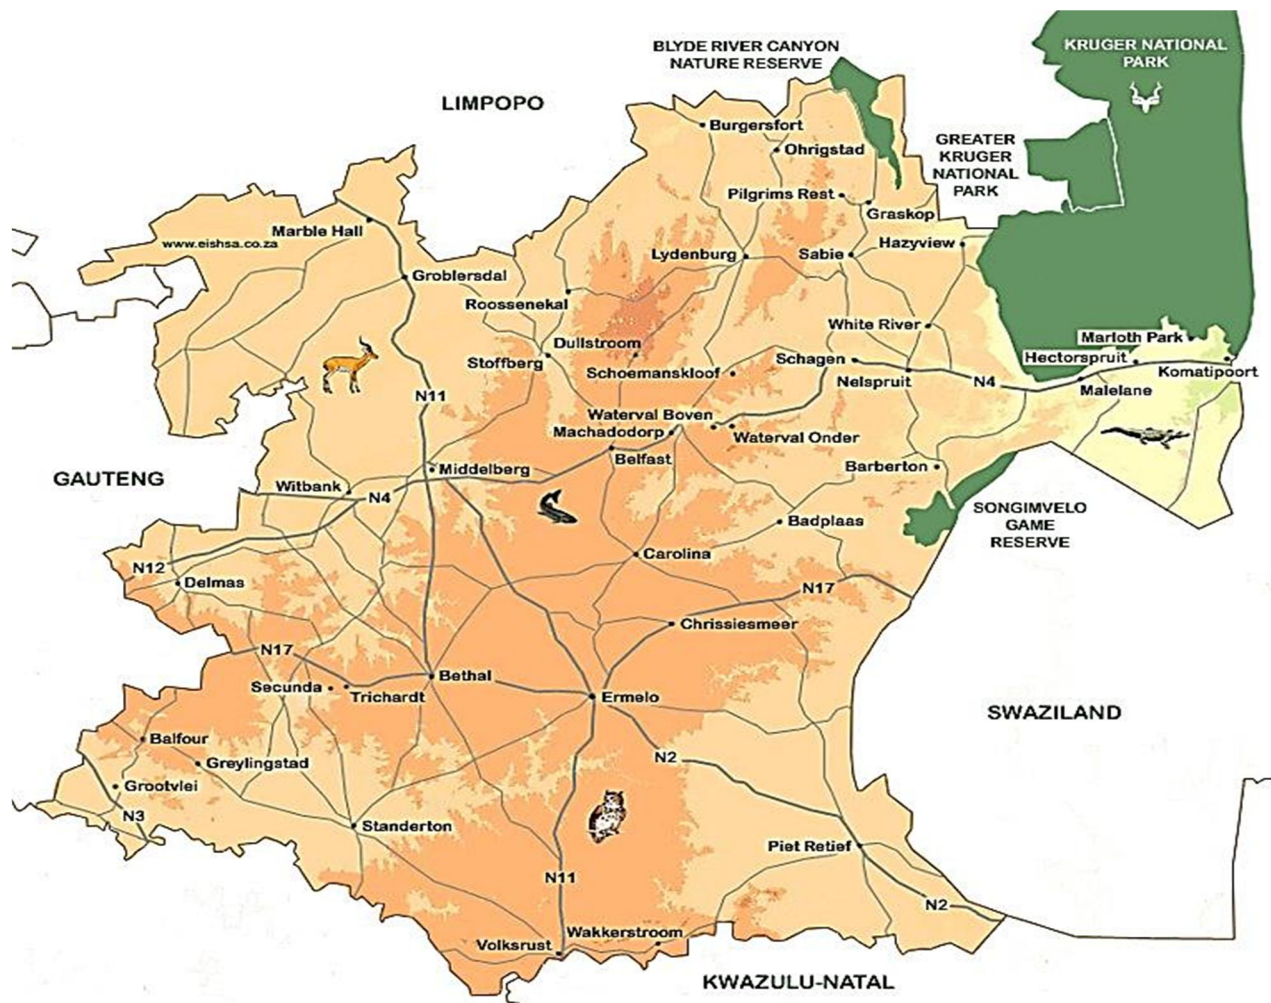 BLYDE RIVER CANYON
NATURE RESERVE
KRUGER NATIONAL
PARK
LIMPOPO
Burgersfort
Ohrigstad
GREATER
KRUGER
NATIONAL
PARK
Pilgrims Rest
Graskop
Marble Hall
www.eishsa.co.za
Hazyview
Lydenburg
Sabie
Groblersdal
Roossenekal
White River
Marloth Park
Dullstroom
Stoffberg
Schagen
Hectorspruit
Komatipoort
Schoemanskloof
Nelspruit
N4
Malelane
N11
Waterval Boven
Machadodorp
Waterval Onder
Belfast
Middelberg
Barberton
GAUTENG
Witbank
N4
SONGIMVELO
GAME
RESERVE
Badplaas
Carolina
N12
Delmas
N17
Chrissiesmeer
N17
Bethal
Secunda
Trichardt
Ermelo
SWAZILAND
Balfour
N2
Greylingstad
Grootvlei
N3
Standerton
Piet Retief
N11
N2
Wakkerstroom
Volksrust
KWAZULU-NATAL